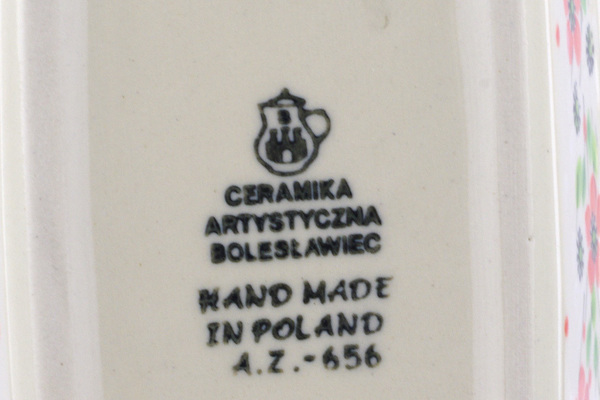 B
CERAMIKA
ARTYSTYCZNA
BOLESŁAWIEC
HAND MADE
IN POLAND
A.Z.-656